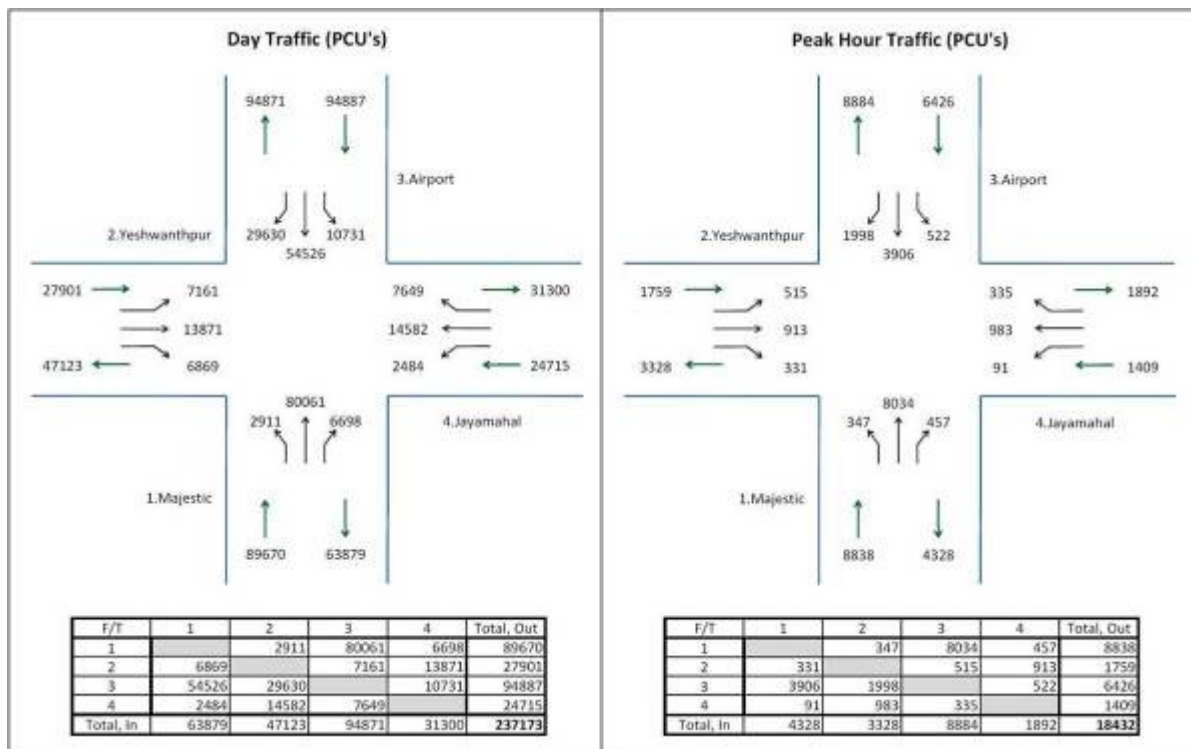 Day Traffic (PCU's)
94871 94887
3.Airport
2.Yeshwanthpur
29630 10731
54526
27901 7161 7649 31300
13871 14582
47123 6869 2484 24715
80061
2911 6698
4.Jayamahal
1.Majestic
89670 63879
F/T 1 2 3 4 Total, Out
1 2911 80061 6698 89670
2 6869 7161 13871 27901
3 54526 29630 10731 94887
4 2484 14582 7649 24715
Total, In 63879 47123 94871 31300 237173
Peak Hour Traffic (PCU's)
8884 6426
3.Airport
2.Yeshwanthpur
1998 522
3906
1759 515 335 1892
913 983
3328 331 91 1409
8034
347 457
4.Jayamahal
1.Majestic
8838 4328
F/T 1 2 3 4 Total, Out
1 347 8034 457 8838
2 331 515 913 1759
3 3906 1998 522 6426
4 91 983 335 1409
Total, In 4328 3328 8884 1892 18432